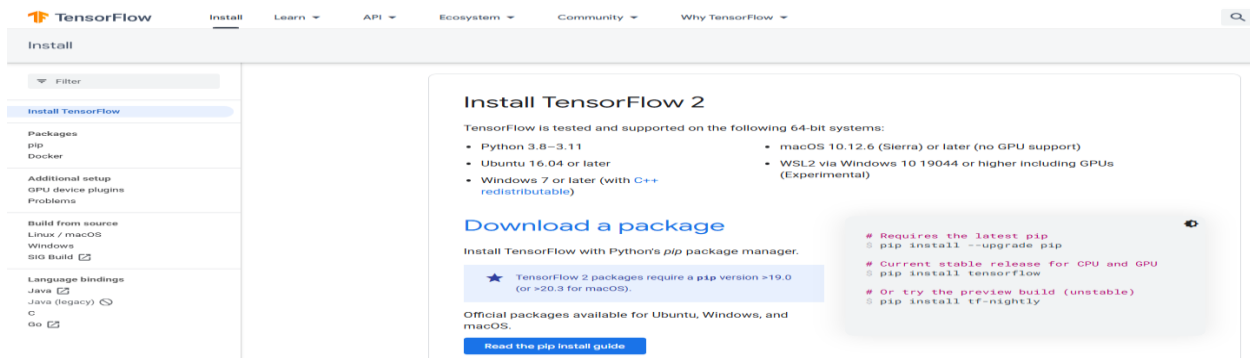 TensorFlow Install Learn API Ecosystem Community Why TensorFlow
Install
Filter
Install TensorFlow
Packages
pip
Docker
Additional setup
GPU device plugins
Problems
Build from source
Linux / macOS
Windows
SIG Build
Language bindings
Java
Java (legacy)
C
Go
Install TensorFlow 2
TensorFlow is tested and supported on the following 64-bit systems:
• Python 3.8–3.11
• Ubuntu 16.04 or later
• Windows 7 or later (with C++
redistributable)
• macOS 10.12.6 (Sierra) or later (no GPU support)
• WSL2 via Windows 10 19044 or higher including GPUs
(Experimental)
Download a package
Install TensorFlow with Python's pip package manager.
TensorFlow 2 packages require a pip version >19.0
(or >20.3 for macOS).
Official packages available for Ubuntu, Windows, and
macOS.
Read the pip install guide
# Requires the latest pip
$ pip install --upgrade pip
# Current stable release for CPU and GPU
$ pip install tensorflow
# Or try the preview build (unstable)
$ pip install tf-nightly